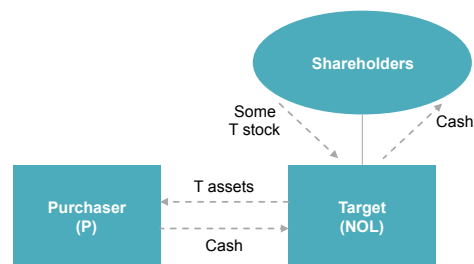 Shareholders
Some
T stock
Cash
T assets
Purchaser
(P)
Target
(NOL)
Cash